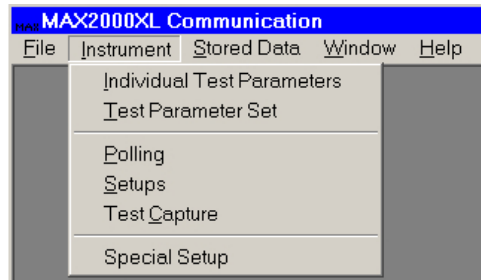 MAX MAX2000XL Communication
File Instrument Stored Data Window Help
Individual Test Parameters
Test Parameter Set
Polling
Setups
Test Capture
Special Setup